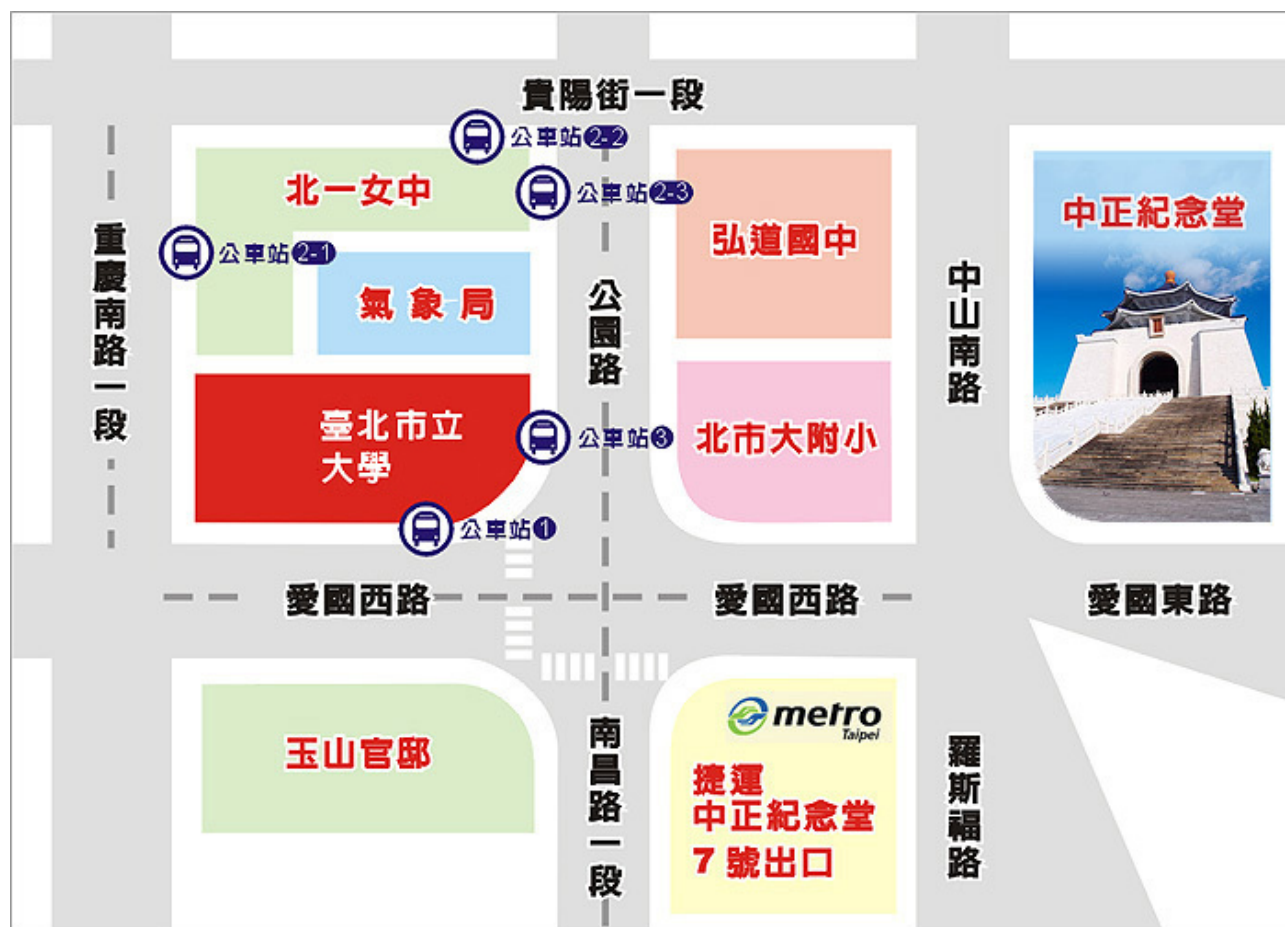 貴陽街一段
公車站2-2
北一女中
公車站2-3
中正紀念堂
弘道國中
公車站2-1
重慶南路一段
氣象局
公園路
中山南路
臺北市立
大學
公車站3
北市大附小
公車站1
愛國西路
愛國西路
愛國東路
玉山官邸
metro
Taipei
捷運
中正紀念堂
7號出口
南昌路一段
羅斯福路